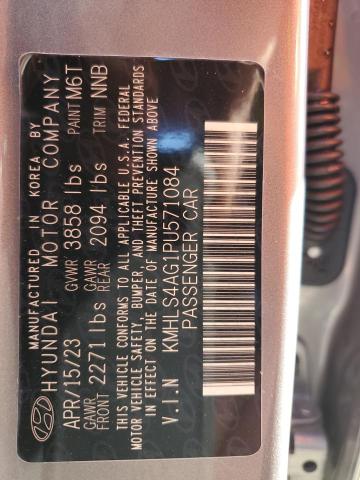 MANUFACTURED IN KOREA BY
HYUNDAI MOTOR COMPANY
APR/15/23 GVWR 3858 lbs PAINT M6T
GAWR FRONT 2271 lbs GAWR REAR 2094 lbs TRIM NNB
THIS VEHICLE CONFORMS TO ALL APPLICABLE U.S.A. FEDERAL
MOTOR VEHICLE SAFETY, BUMPER, AND THEFT PREVENTION STANDARDS
IN EFFECT ON THE DATE OF MANUFACTURE SHOWN ABOVE
V.I.N KMHLS4AG1PU571084
PASSENGER CAR